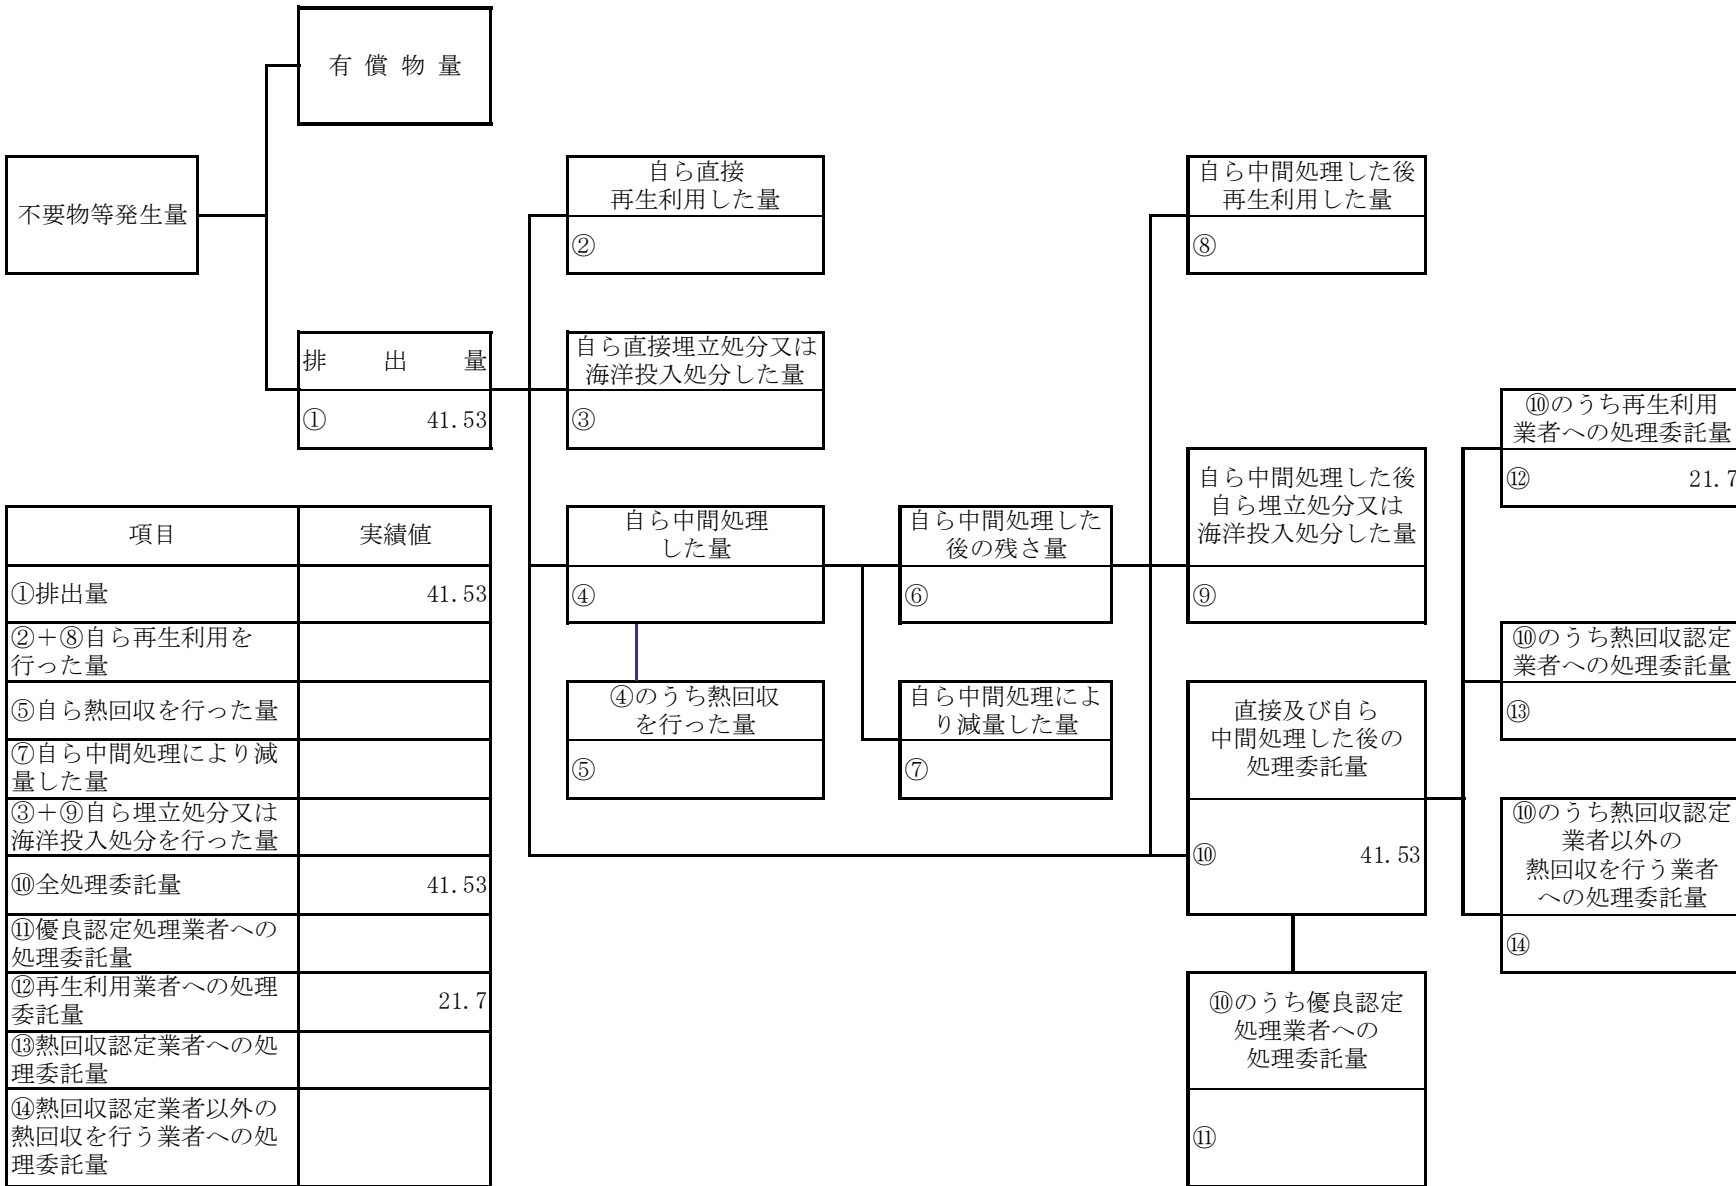 有償物量
不要物等発生量
排出量
① 41.53
自ら直接
再生利用した量
②
自ら直接埋立処分又は
海洋投入処分した量
③
自ら中間処理
した量
④
④のうち熱回収
を行った量
⑤
自ら中間処理した
後の残さ量
⑥
自ら中間処理によ
り減量した量
⑦
自ら中間処理した後
再生利用した量
⑧
自ら中間処理した後
自ら埋立処分又は
海洋投入処分した量
⑨
直接及び自ら
中間処理した後の
処理委託量
⑩ 41.53
⑩のうち優良認定
処理業者への
処理委託量
⑪
⑩のうち再生利用
業者への処理委託量
⑫ 21.7
⑩のうち熱回収認定
業者への処理委託量
⑬
⑩のうち熱回収認定
業者以外の
熱回収を行う業者
への処理委託量
⑭
項目 実績値
①排出量 41.53
②＋⑧自ら再生利用を
行った量
⑤自ら熱回収を行った量
⑦自ら中間処理により減
量した量
③＋⑨自ら埋立処分又は
海洋投入処分を行った量
⑩全処理委託量 41.53
⑪優良認定処理業者への
処理委託量
⑫再生利用業者への処理
委託量 21.7
⑬熱回収認定業者への処
理委託量
⑭熱回収認定業者以外の
熱回収を行う業者への処
理委託量